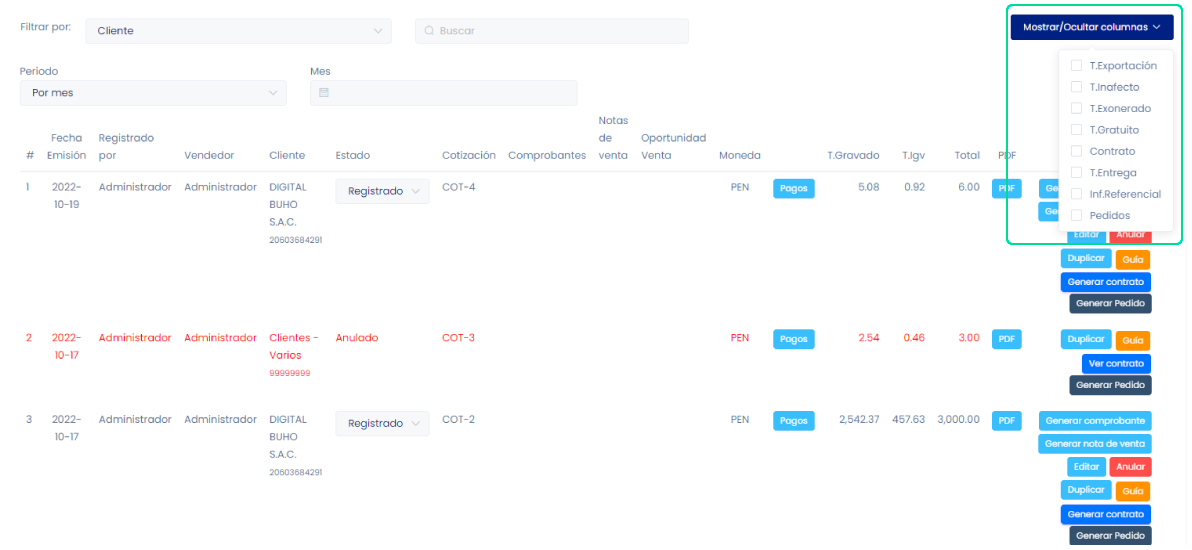 Filtrar por:
Cliente
Buscar
Mostrar/Ocultar columnas
T.Exportación
T.Inafecto
T.Exonerado
T.Gratuito
Contrato
T.Entrega
Inf.Referencial
Pedidos
Periodo
Mes
Por mes
# Fecha Emisión Registrado por Vendedor Cliente Estado Cotización Comprobantes Notas de venta Oportunidad Venta Moneda T.Gravado T.Igv Total PDF
1 2022-10-19 Administrador Administrador DIGITAL BUHO S.A.C. 20603684291 Registrado COT-4 PEN Pagos 5.08 0.92 6.00 PDF
Editar Anular
Duplicar Guía
Generar contrato
Generar Pedido
2 2022-10-17 Administrador Administrador Clientes - Varios 99999999 Anulado COT-3 PEN Pagos 2.54 0.46 3.00 PDF
Duplicar Guía
Ver contrato
Generar Pedido
3 2022-10-17 Administrador Administrador DIGITAL BUHO S.A.C. 20603684291 Registrado COT-2 PEN Pagos 2,542.37 457.63 3,000.00 PDF
Generar comprobante
Generar nota de venta
Editar Anular
Duplicar Guía
Generar contrato
Generar Pedido